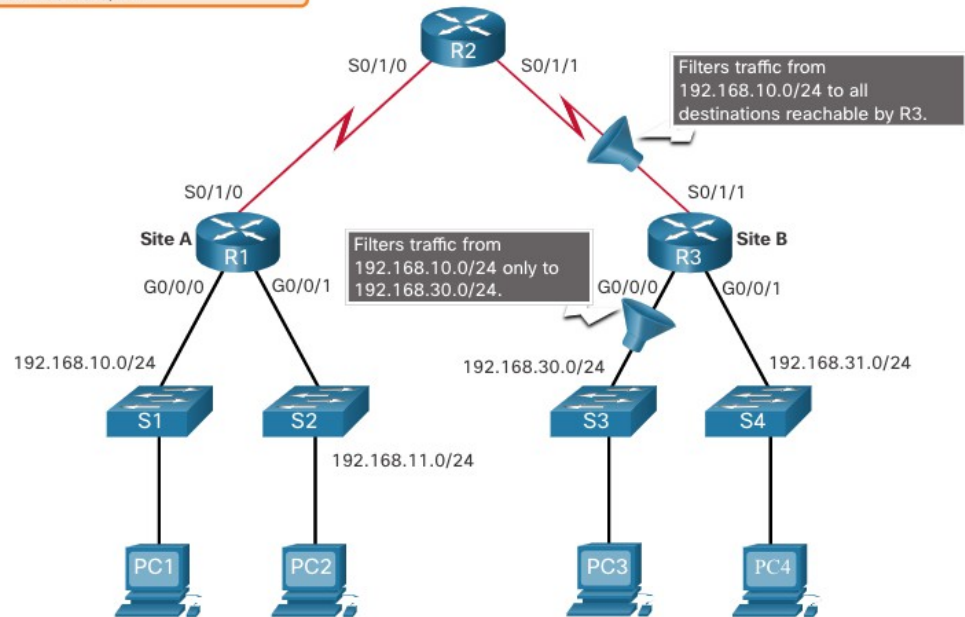 R2
S0/1/0
S0/1/1
Filters traffic from
192.168.10.0/24 to all
destinations reachable by R3.
S0/1/0
S0/1/1
Site A
R1
Filters traffic from
192.168.10.0/24 only to
192.168.30.0/24.
R3
Site B
G0/0/0
G0/0/1
G0/0/0
G0/0/1
192.168.10.0/24
192.168.30.0/24
192.168.31.0/24
S1
S2
S3
S4
192.168.11.0/24
PC1
PC2
PC3
PC4